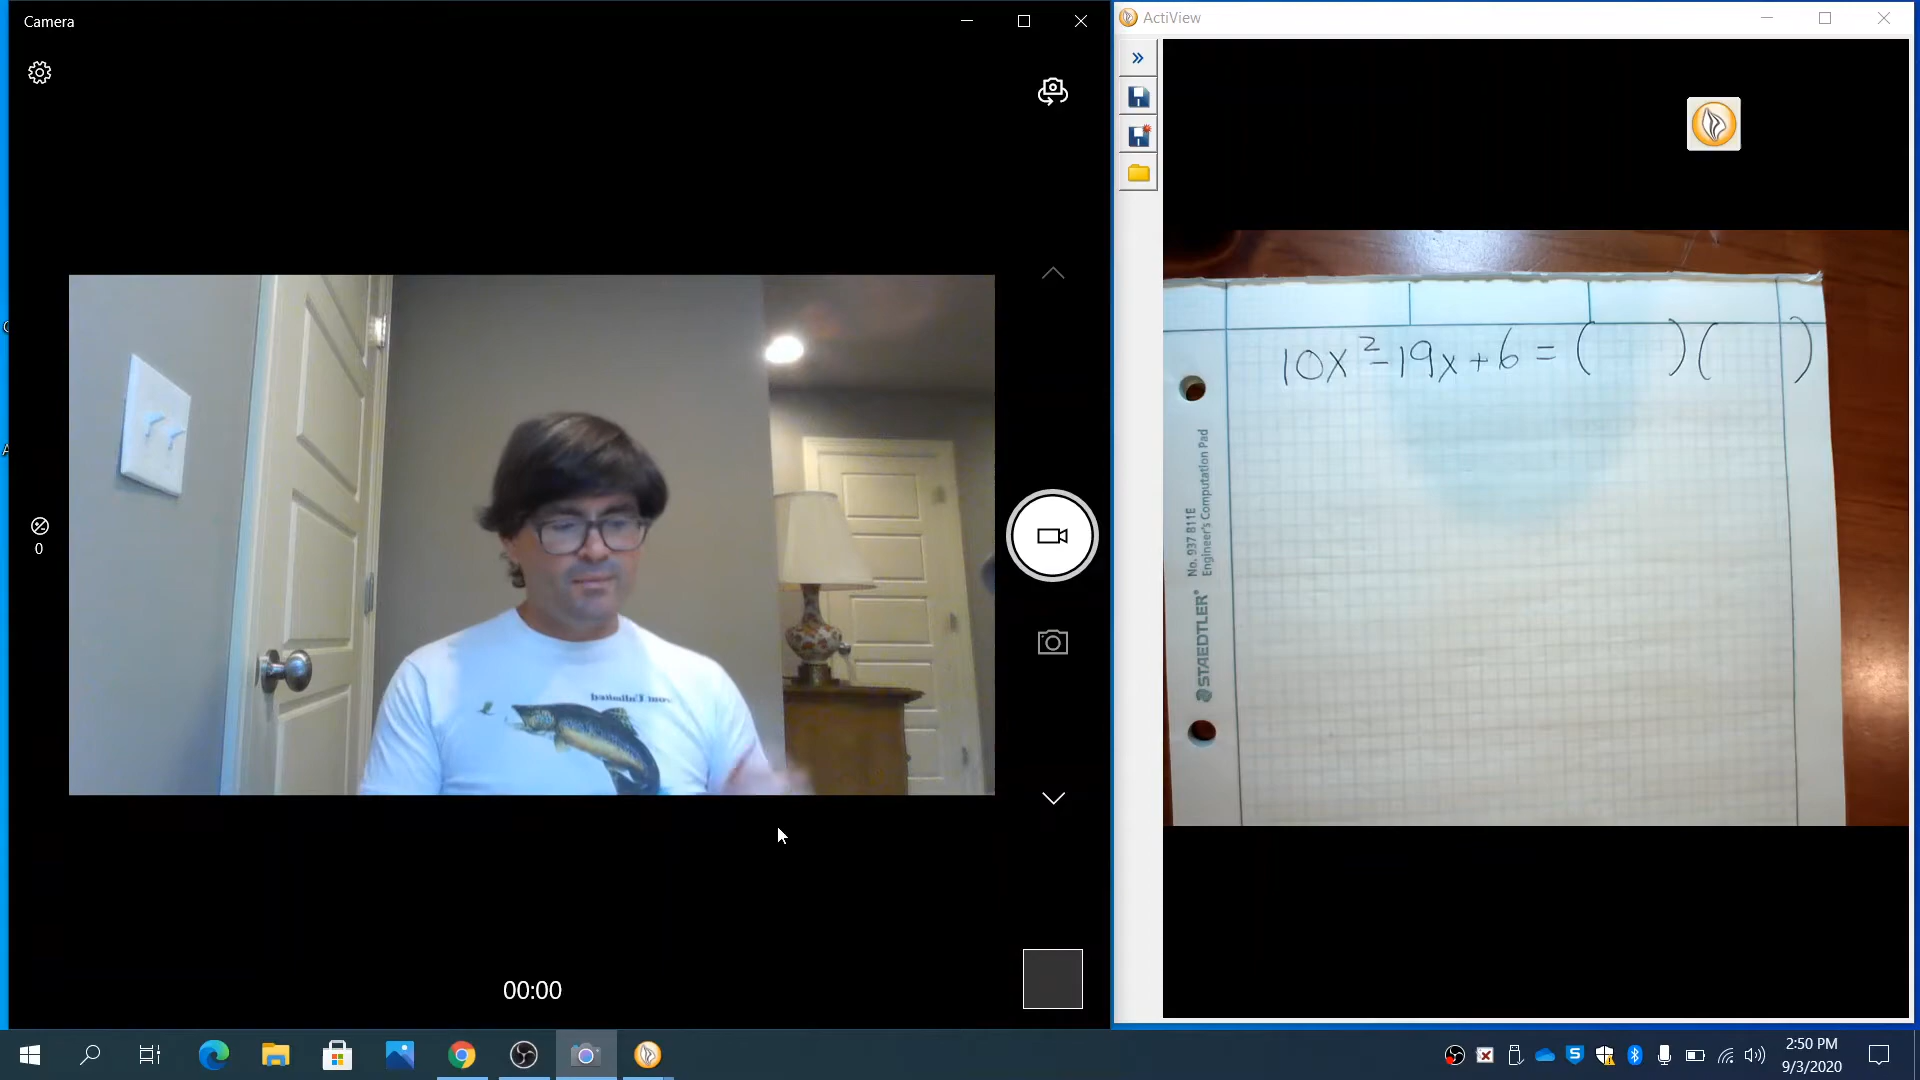 Camera
ActiView
0
10x² - 19x + 6 = ( ) ( )
No. 937 811E
Engineer's Computation Pad
STAEDTLER
00:00
2:50 PM
9/3/2020